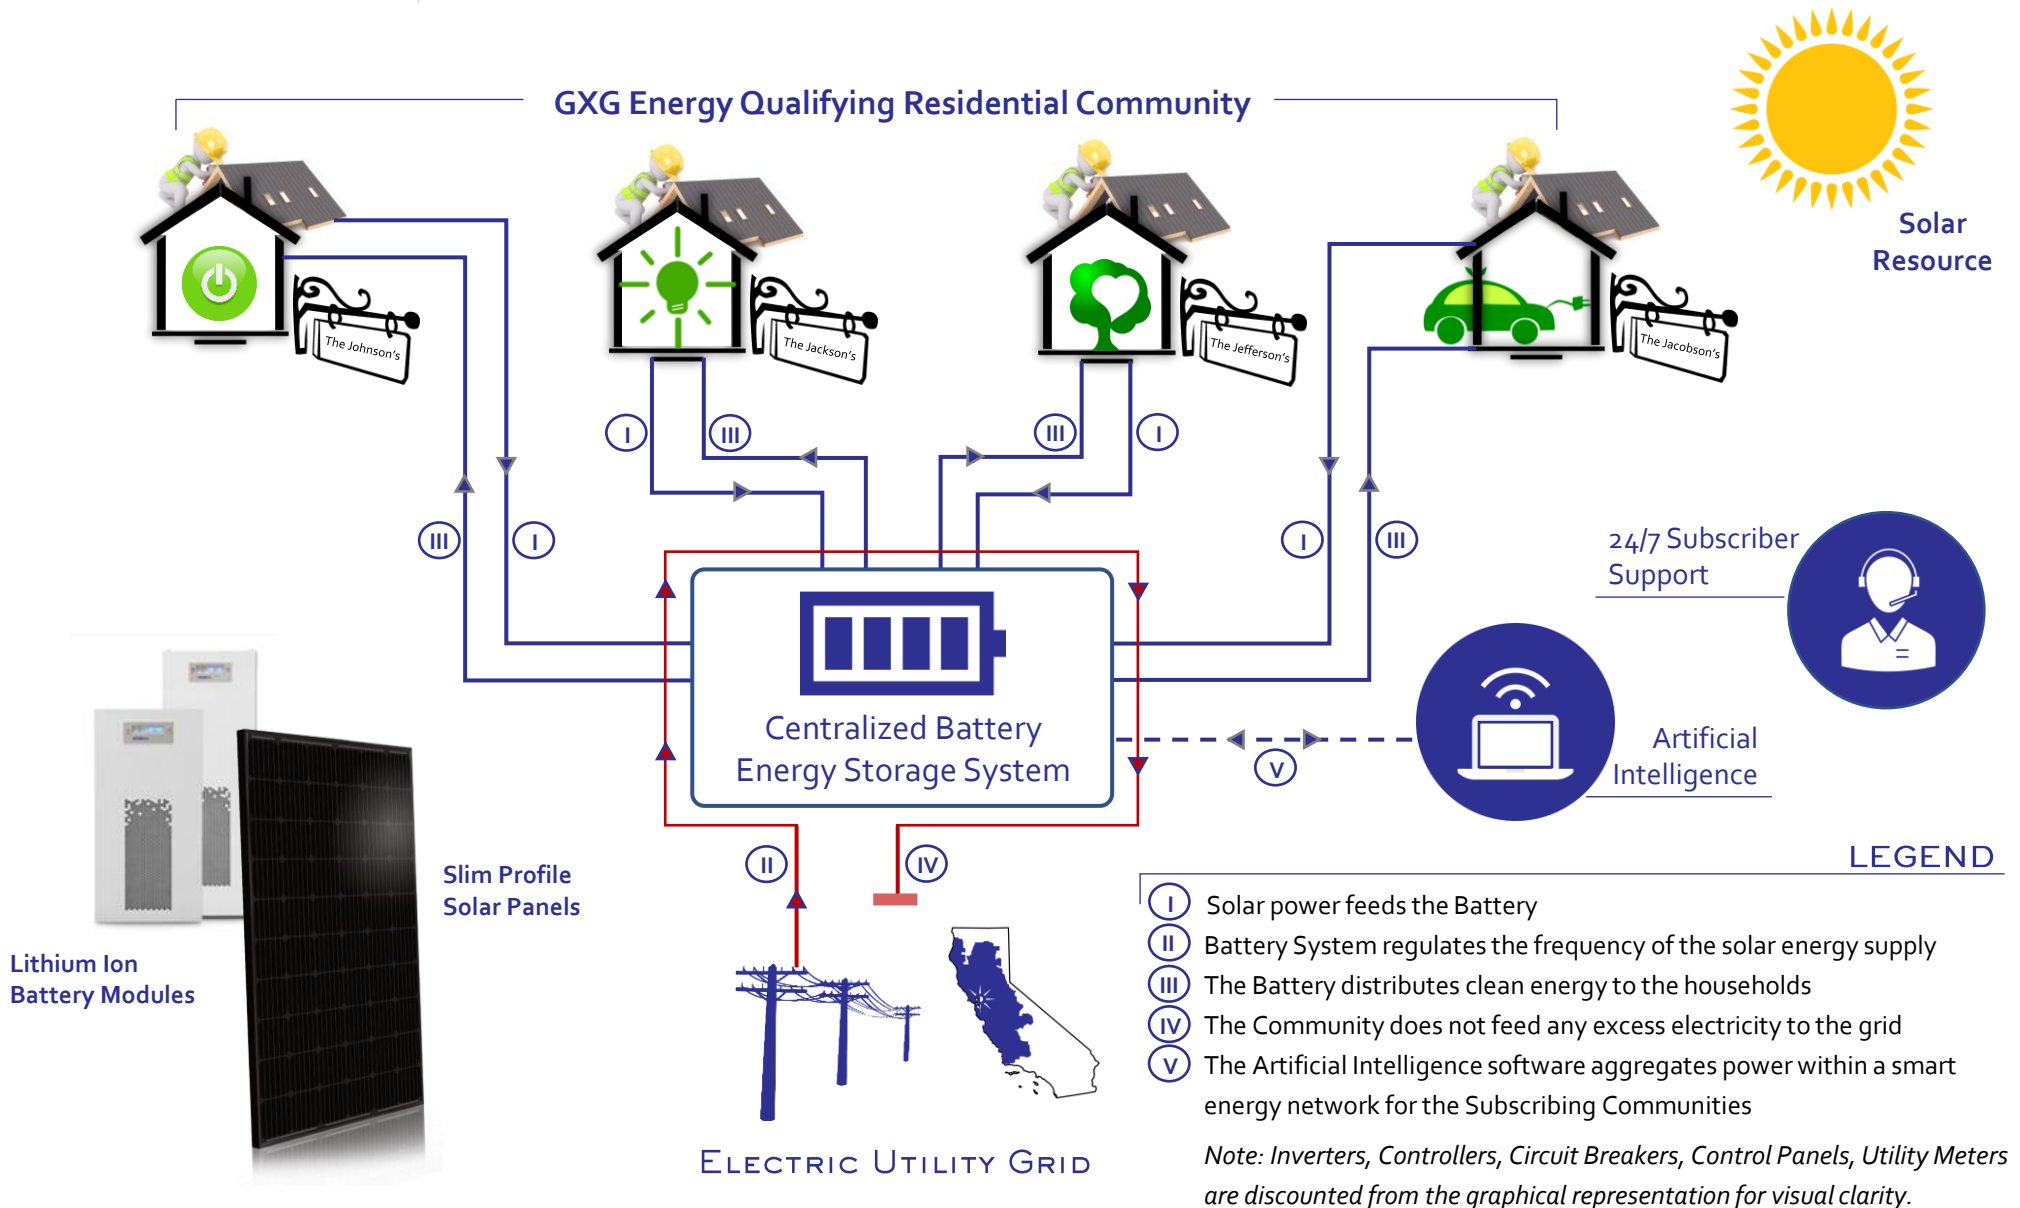 GXG Energy Qualifying Residential Community
Solar
Resource
The Johnson's
The Jackson's
The Jefferson's
The Jacobson's
I
III
III
I
III
I
I
III
24/7 Subscriber
Support
Centralized Battery
Energy Storage System
Artificial
Intelligence
V
II
IV
Slim Profile
Solar Panels
Lithium Ion
Battery Modules
ELECTRIC UTILITY GRID
LEGEND
I Solar power feeds the Battery
II Battery System regulates the frequency of the solar energy supply
III The Battery distributes clean energy to the households
IV The Community does not feed any excess electricity to the grid
V The Artificial Intelligence software aggregates power within a smart
energy network for the Subscribing Communities
Note: Inverters, Controllers, Circuit Breakers, Control Panels, Utility Meters
are discounted from the graphical representation for visual clarity.